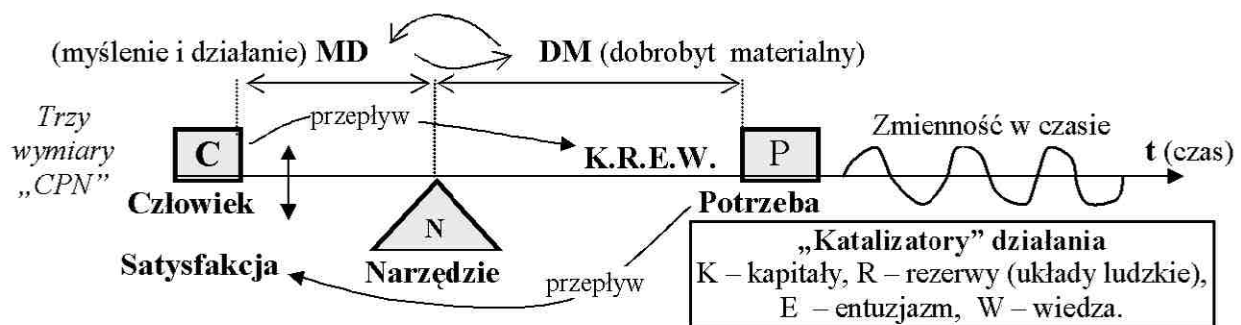 (myślenie i działanie) MD DM (dobrobyt materialny)
Trzy
wymiary
„CPN”
C
przepływ
K.R.E.W.
P
Zmienność w czasie
t (czas)
Człowiek
N
Potrzeba
Satysfakcja
Narzędzie
przepływ
„Katalizatory” działania
K – kapitały, R – rezerwy (układy ludzkie),
E – entuzjazm, W – wiedza.